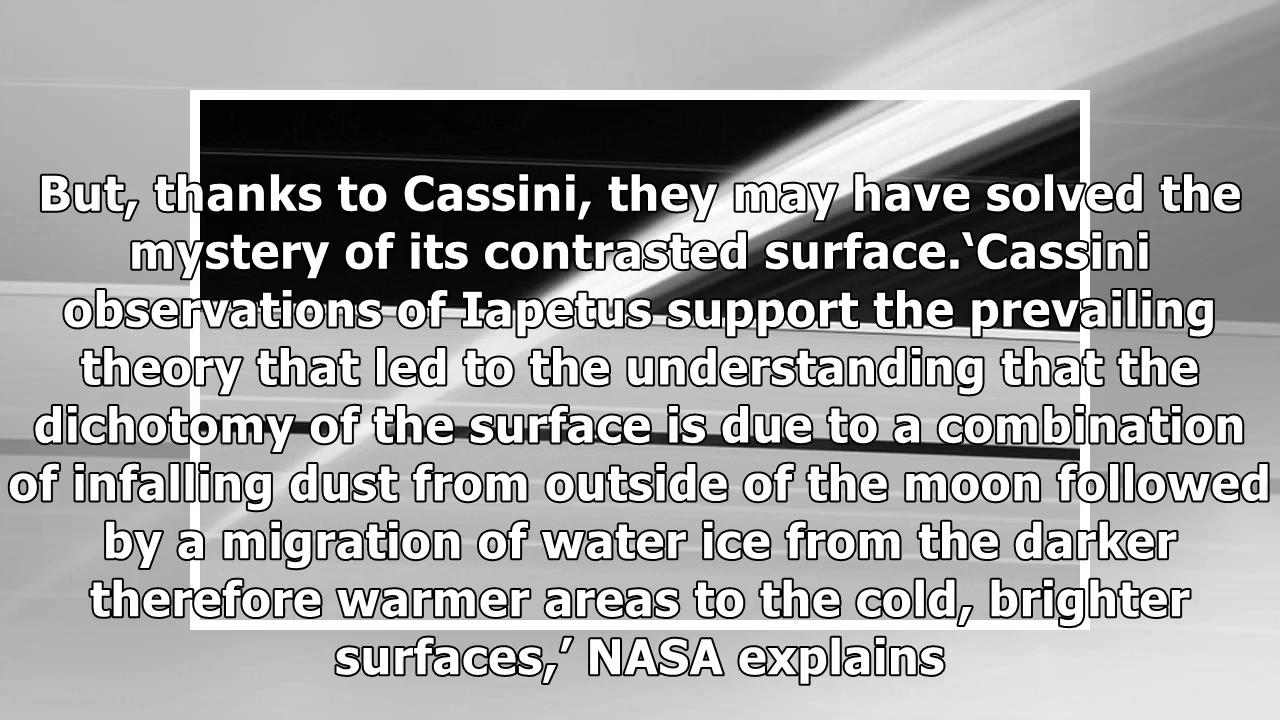 But, thanks to Cassini, they may have solved the
mystery of its contrasted surface.‘Cassini
observations of Iapetus support the prevailing
theory that led to the understanding that the
dichotomy of the surface is due to a combination
of infalling dust from outside of the moon followed
by a migration of water ice from the darker
therefore warmer areas to the cold, brighter
surfaces,’ NASA explains